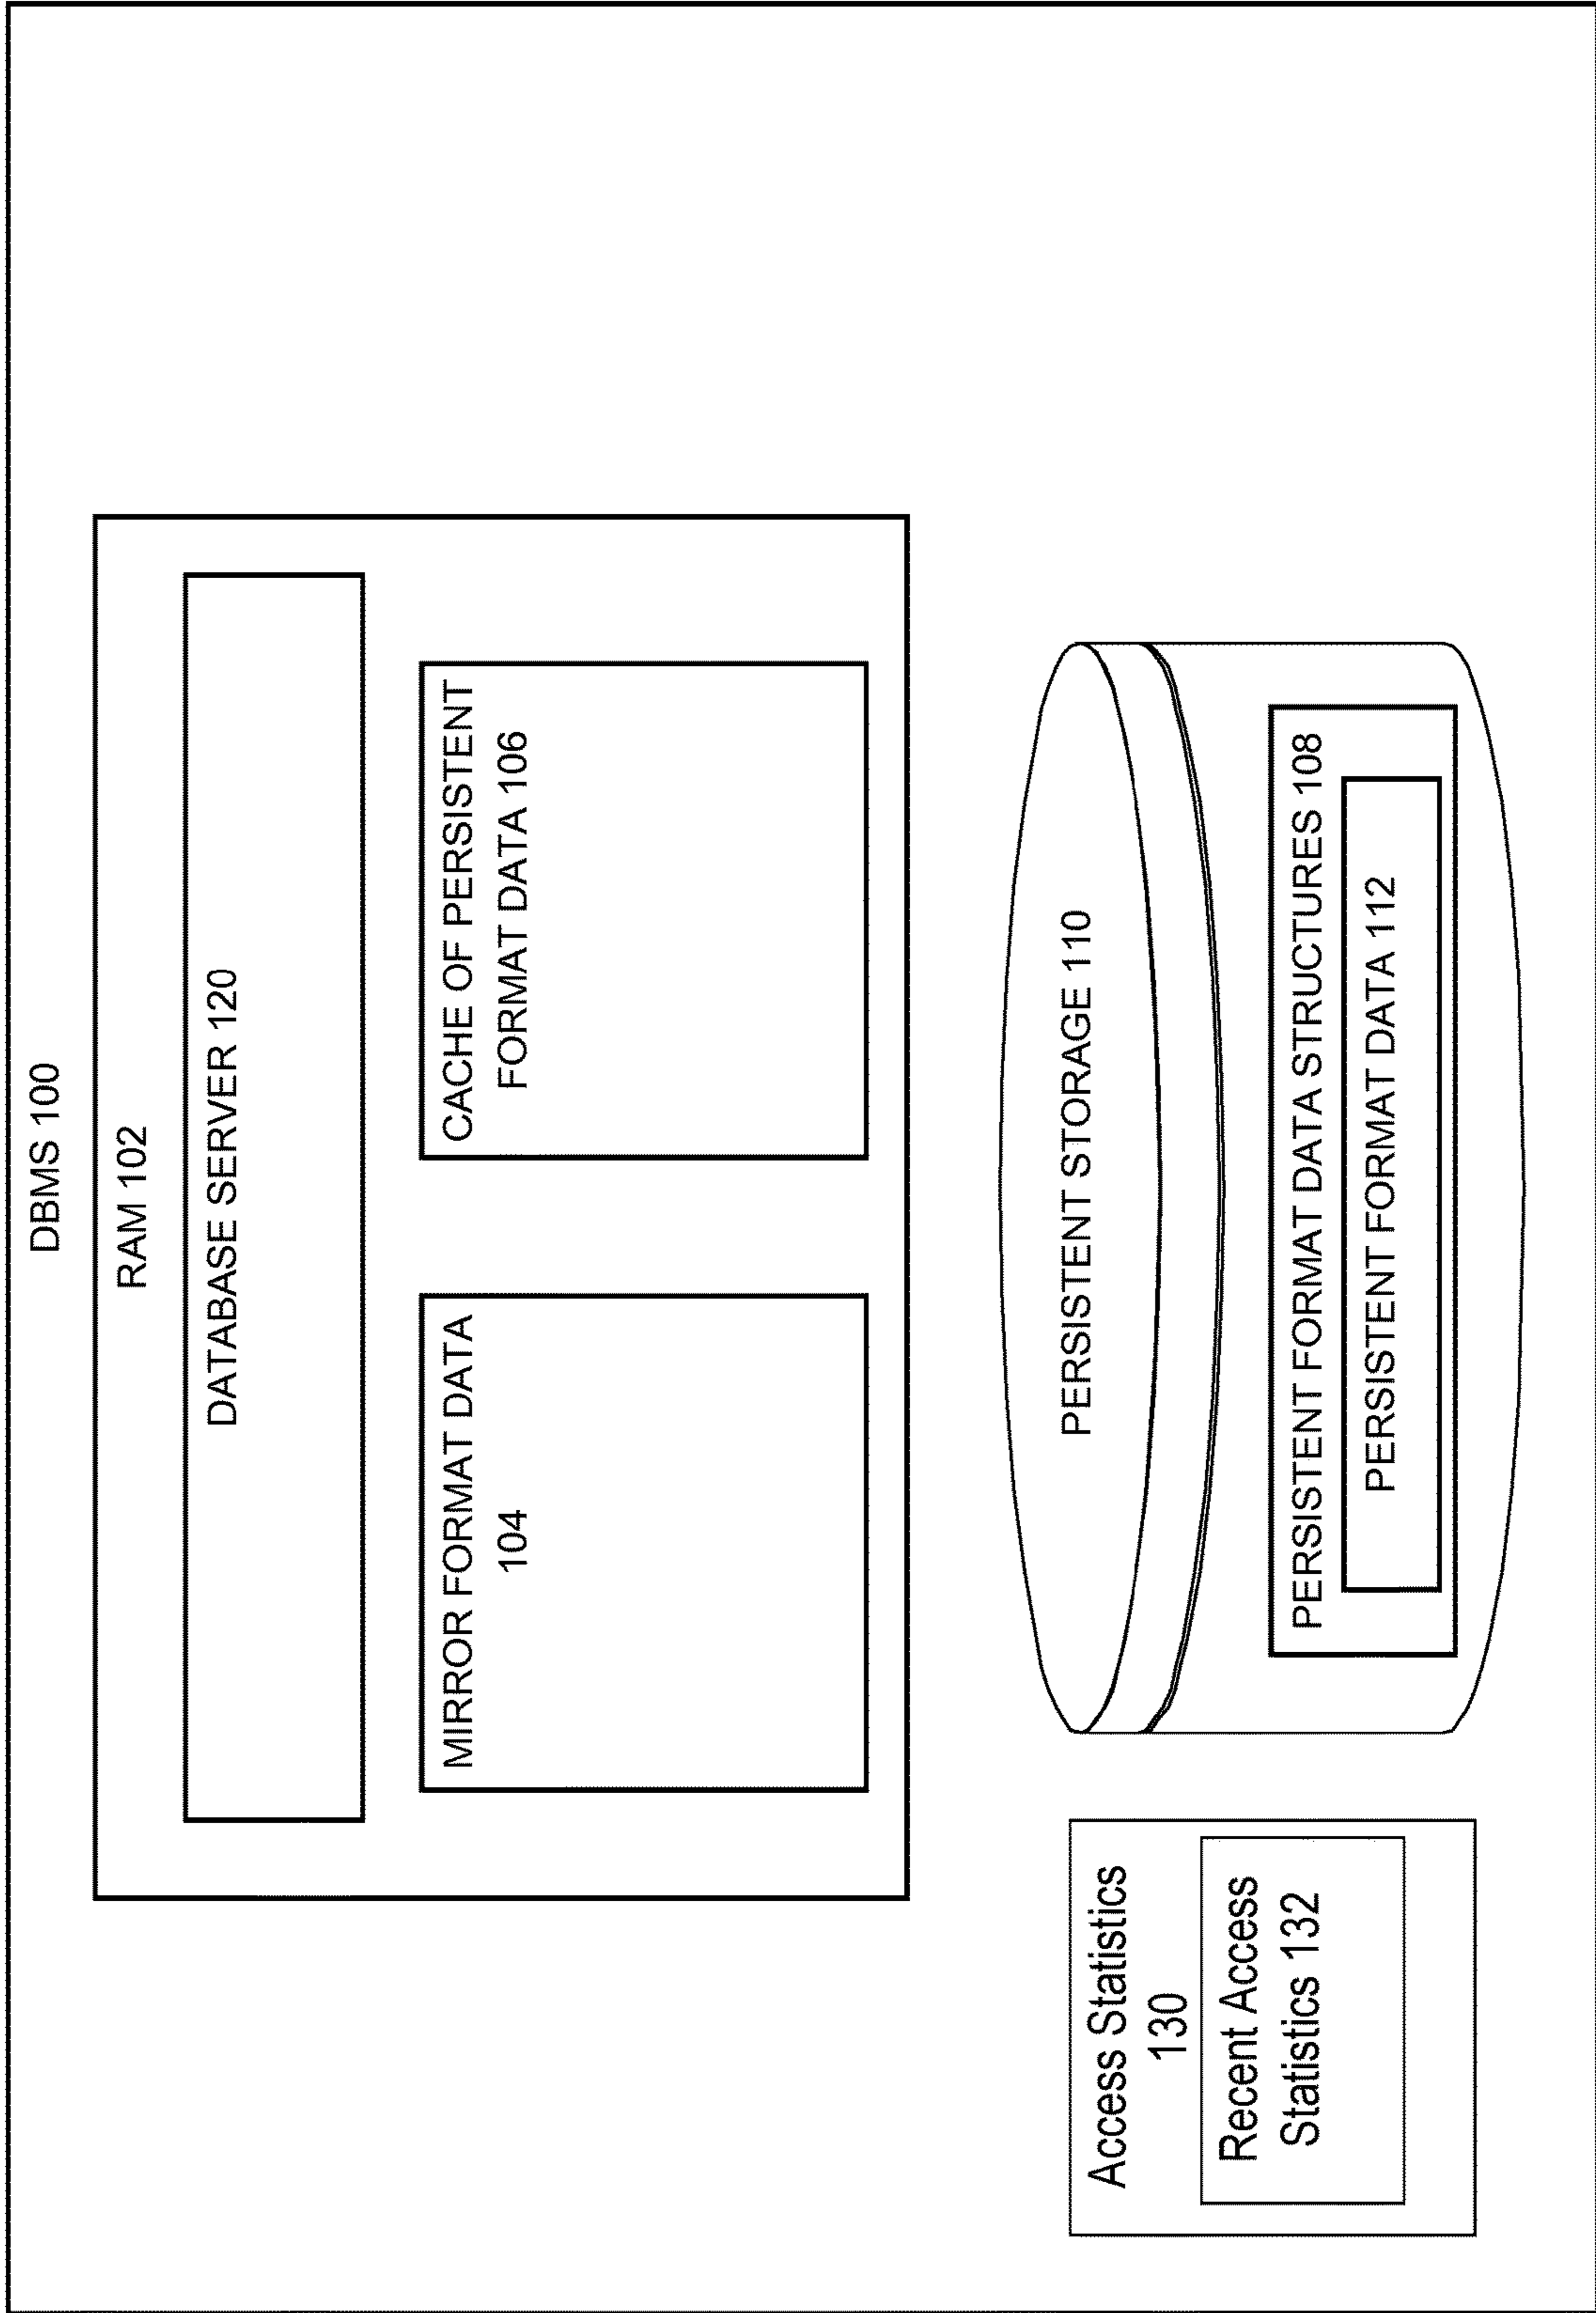 DBMS 100
RAM 102
DATABASE SERVER 120
MIRROR FORMAT DATA
104
CACHE OF PERSISTENT
FORMAT DATA 106
Access Statistics
130
Recent Access
Statistics 132
PERSISTENT STORAGE 110
PERSISTENT FORMAT DATA STRUCTURES 108
PERSISTENT FORMAT DATA 112